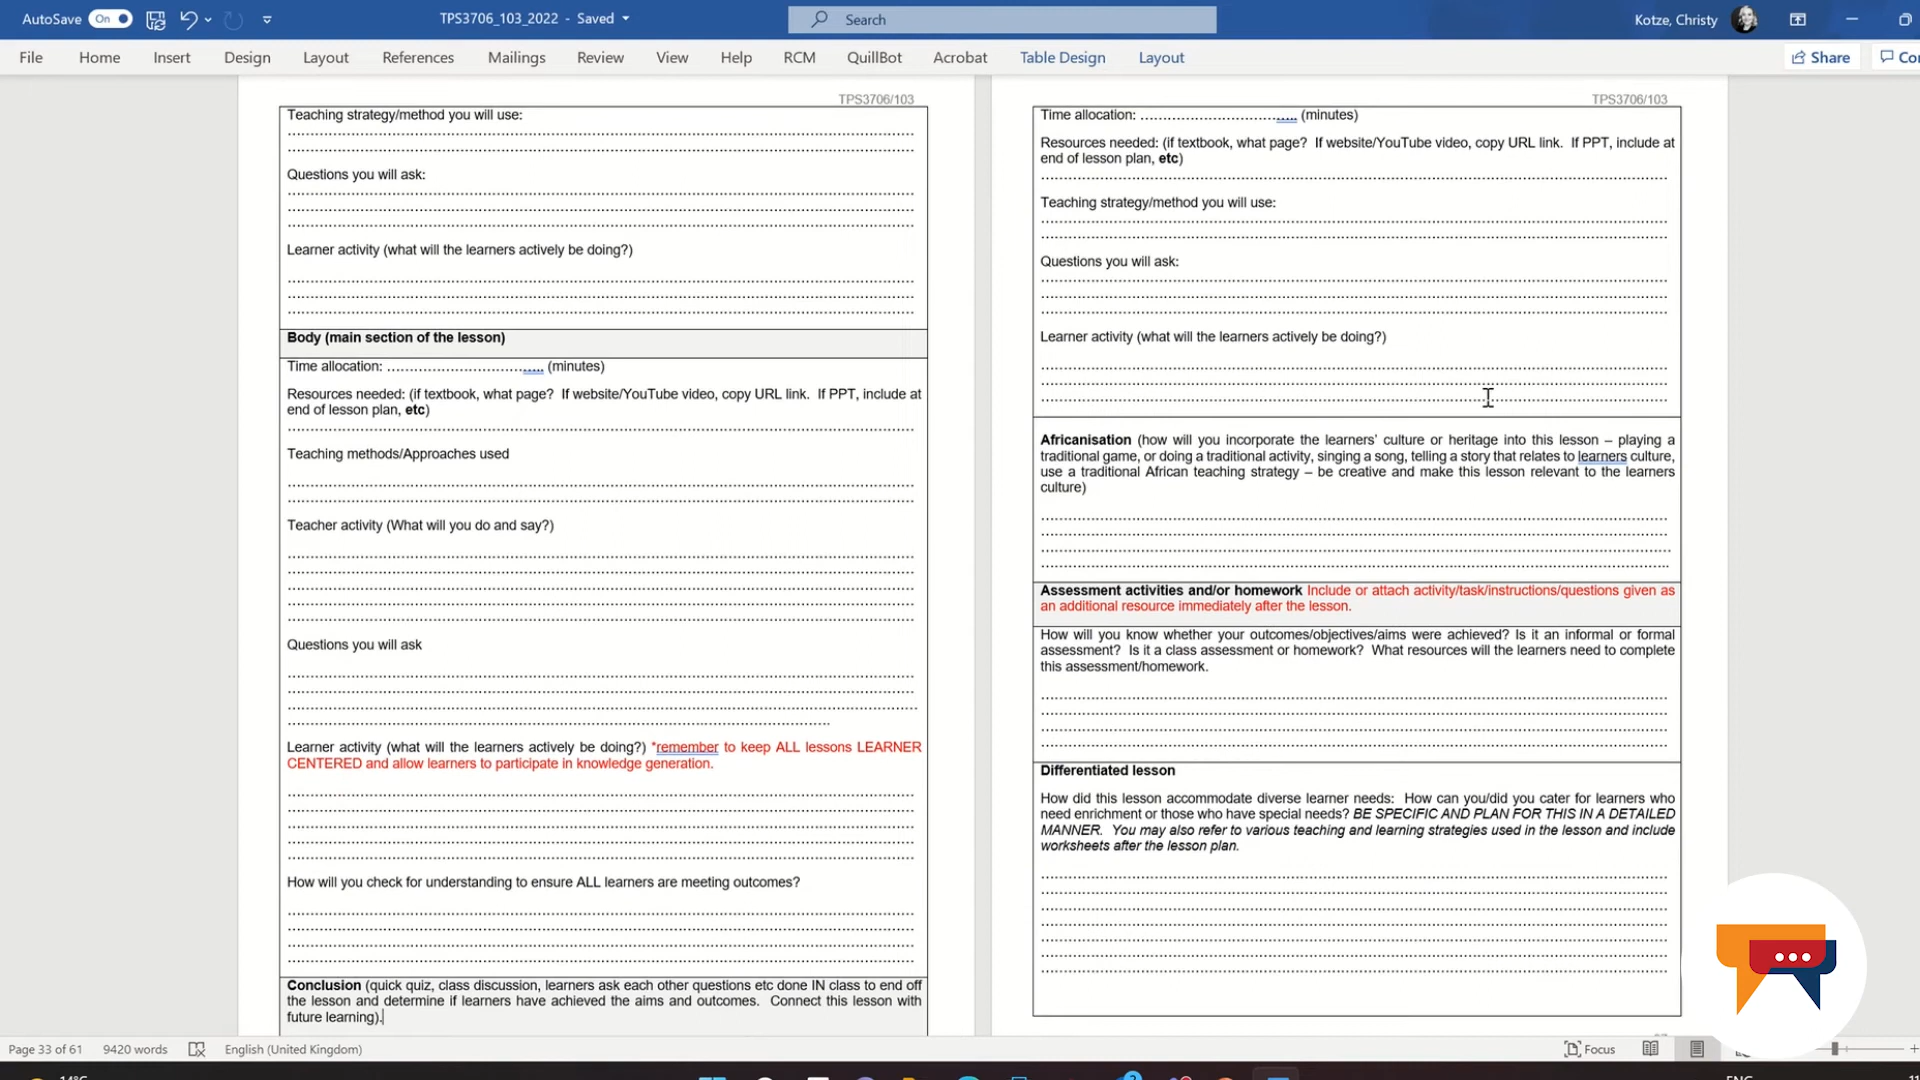 AutoSave On TPS3706_103_2022 - Saved Search Kotze, Christy
File Home Insert Design Layout References Mailings Review View Help RCM QuillBot Acrobat Table Design Layout Share
TPS3706/103
Teaching strategy/method you will use:
Questions you will ask:
Learner activity (what will the learners actively be doing?)
Body (main section of the lesson)
Time allocation: ................................... (minutes)
Resources needed: (if textbook, what page? If website/YouTube video, copy URL link. If PPT, include at
end of lesson plan, etc)
Teaching methods/Approaches used
Teacher activity (What will you do and say?)
Questions you will ask
Learner activity (what will the learners actively be doing?) *remember to keep ALL lessons LEARNER
CENTERED and allow learners to participate in knowledge generation.
How will you check for understanding to ensure ALL learners are meeting outcomes?
Conclusion (quick quiz, class discussion, learners ask each other questions etc done IN class to end off
the lesson and determine if learners have achieved the aims and outcomes. Connect this lesson with
future learning).
TPS3706/103
Time allocation: ................................... (minutes)
Resources needed: (if textbook, what page? If website/YouTube video, copy URL link. If PPT, include at
end of lesson plan, etc)
Teaching strategy/method you will use:
Questions you will ask:
Learner activity (what will the learners actively be doing?)
Africanisation (how will you incorporate the learners' culture or heritage into this lesson – playing a
traditional game, or doing a traditional activity, singing a song, telling a story that relates to learners culture,
use a traditional African teaching strategy – be creative and make this lesson relevant to the learners
culture)
Assessment activities and/or homework Include or attach activity/task/instructions/questions given as
an additional resource immediately after the lesson.
How will you know whether your outcomes/objectives/aims were achieved? Is it an informal or formal
assessment? Is it a class assessment or homework? What resources will the learners need to complete
this assessment/homework.
Differentiated lesson
How did this lesson accommodate diverse learner needs: How can you/did you cater for learners who
need enrichment or those who have special needs? BE SPECIFIC AND PLAN FOR THIS IN A DETAILED
MANNER. You may also refer to various teaching and learning strategies used in the lesson and include
worksheets after the lesson plan.
Page 33 of 61 9420 words English (United Kingdom) Focus